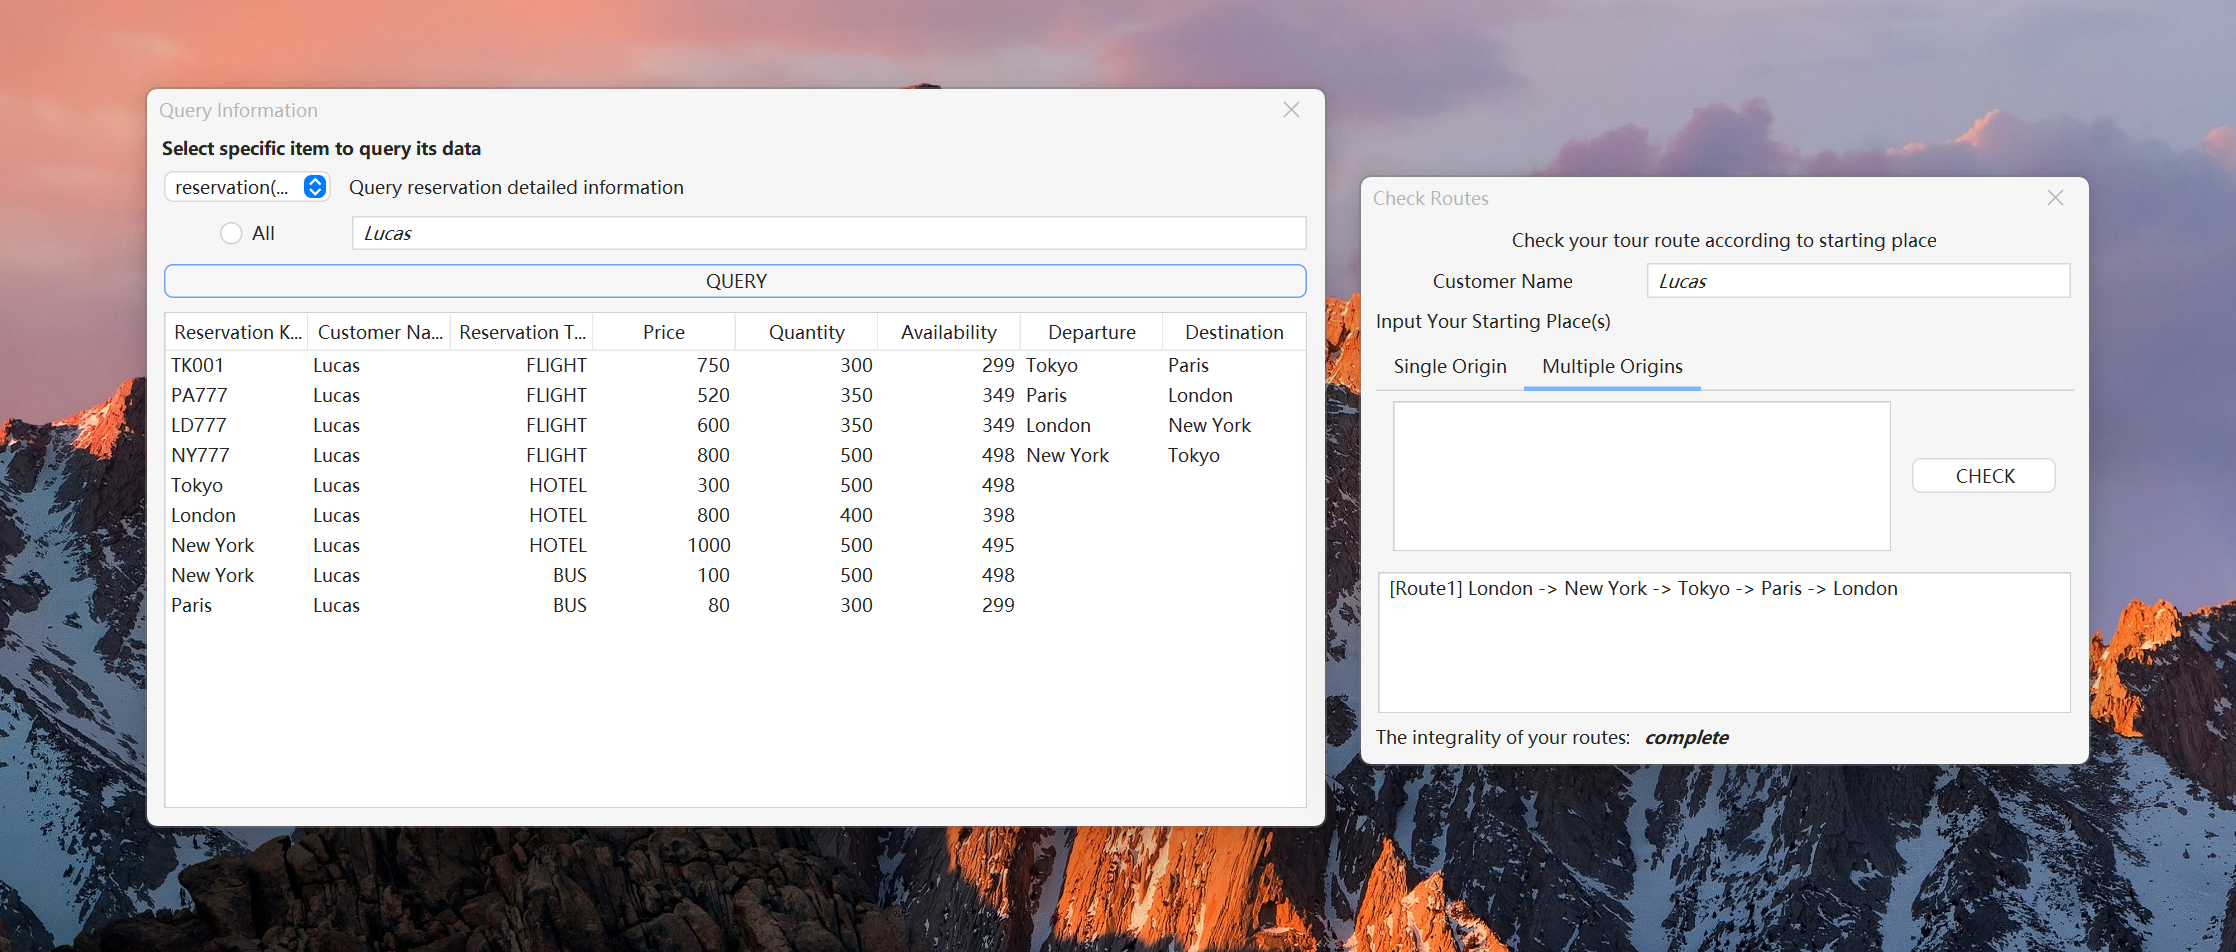 Query Information
Select specific item to query its data
reservation(...
Query reservation detailed information
All
Lucas
QUERY
Reservation K... Customer Na... Reservation T... Price Quantity Availability Departure Destination
TK001 Lucas FLIGHT 750 300 299 Tokyo Paris
PA777 Lucas FLIGHT 520 350 349 Paris London
LD777 Lucas FLIGHT 600 350 349 London New York
NY777 Lucas FLIGHT 800 500 498 New York Tokyo
Tokyo Lucas HOTEL 300 500 498
London Lucas HOTEL 800 400 398
New York Lucas HOTEL 1000 500 495
New York Lucas BUS 100 500 498
Paris Lucas BUS 80 300 299
Check Routes
Check your tour route according to starting place
Customer Name Lucas
Input Your Starting Place(s)
Single Origin Multiple Origins
CHECK
[Route1] London -> New York -> Tokyo -> Paris -> London
The integrality of your routes: complete